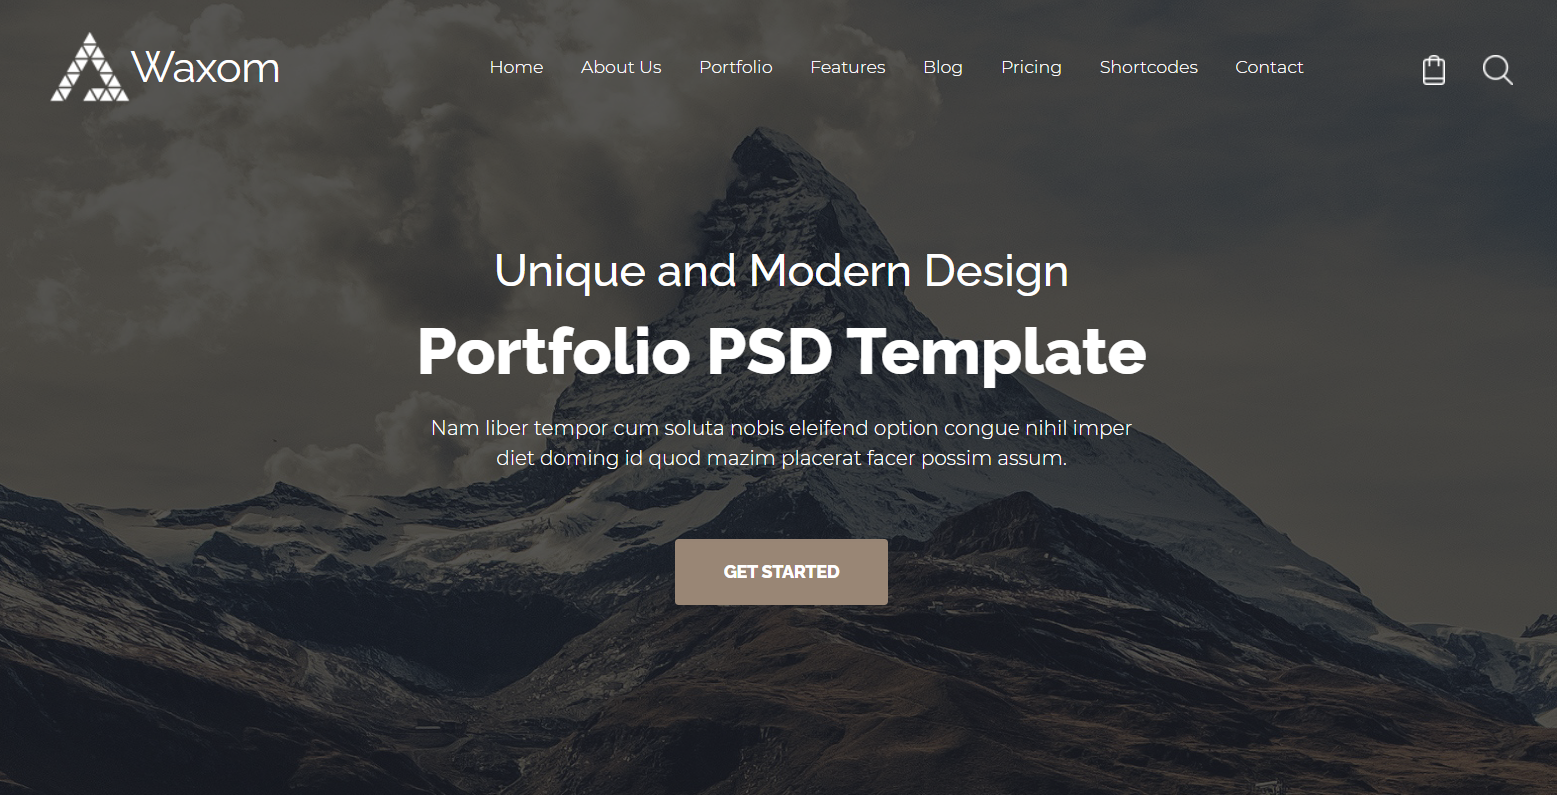 Waxom
Home About Us Portfolio Features Blog Pricing Shortcodes Contact
Unique and Modern Design
Portfolio PSD Template
Nam liber tempor cum soluta nobis eleifend option congue nihil imper
diet doming id quod mazim placerat facer possim assum.
GET STARTED